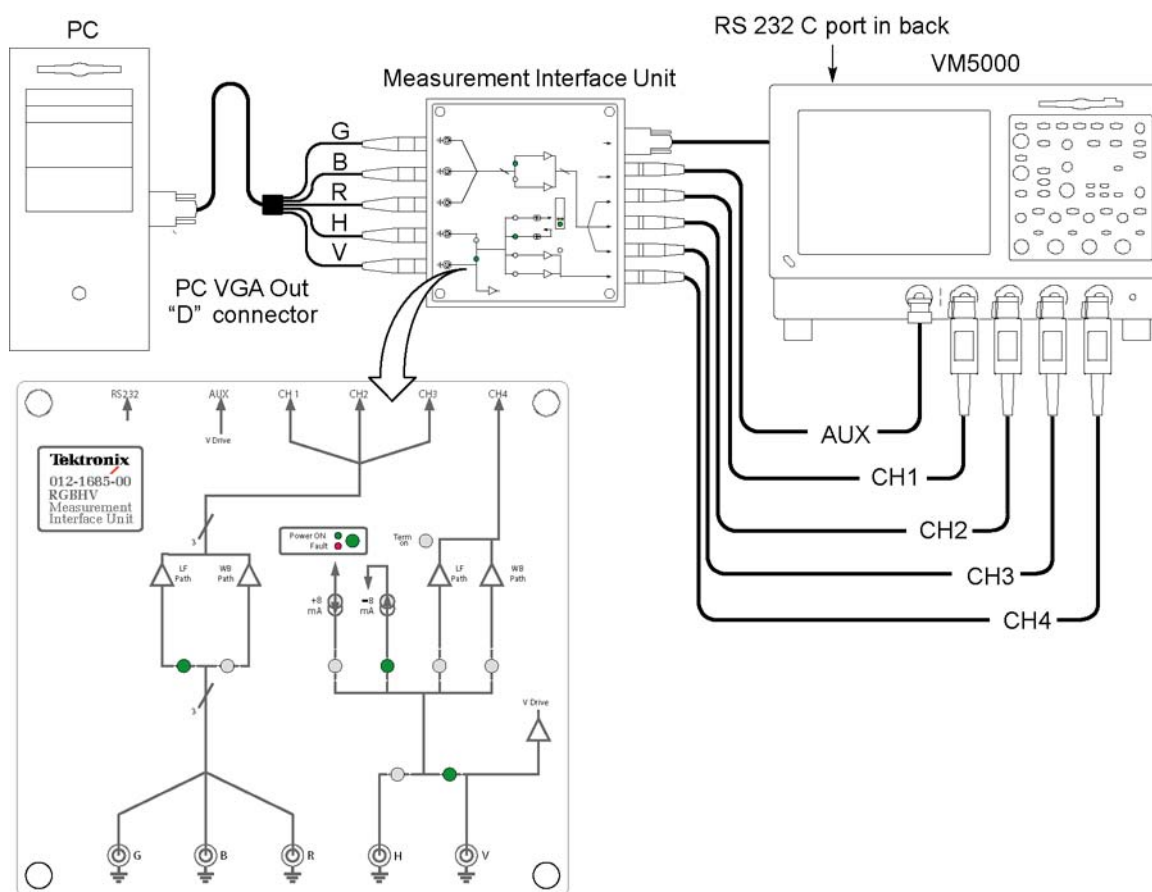 PC
RS 232 C port in back
VM5000
Measurement Interface Unit
G
B
R
H
V
PC VGA Out
“D” connector
AUX
CH1
CH2
CH3
CH4
RS232
AUX
CH 1
CH2
CH3
CH4
V Drive
Tektronix
012-1685-00
RGBHV
Measurement
Interface Unit
3
Power ON
Fault
Term
on
LF
Path
WB
Path
LF
Path
WB
Path
+8
mA
-8
mA
3
V Drive
G
B
R
H
V